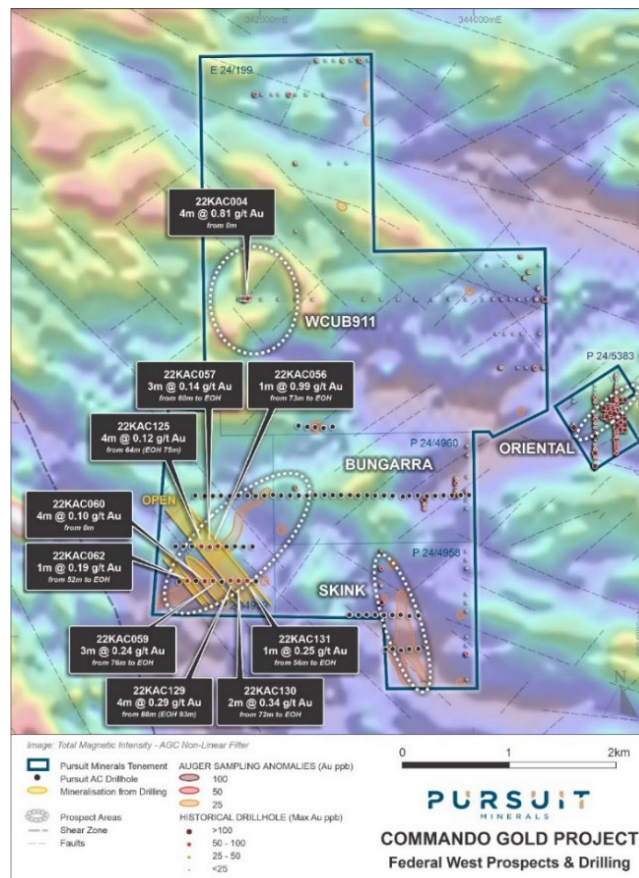 342000mE
344000mE
E 24/199
22KAC004
4m @ 0.81 g/t Au
from 0m
WCUB911
P 24/5383
22KAC057
3m @ 0.14 g/t Au
from 60m to EOH
22KAC056
1m @ 0.99 g/t Au
from 73m to EOH
22KAC125
4m @ 0.12 g/t Au
from 64m (EOH 75m)
ORIENTAL
P 24/4960
BUNGARRA
OPEN
22KAC060
4m @ 0.10 g/t Au
from 8m
22KAC062
1m @ 0.19 g/t Au
from 52m to EOH
P 24/4958
SKINK
22KAC059
3m @ 0.24 g/t Au
from 76m to EOH
22KAC131
1m @ 0.25 g/t Au
from 56m to EOH
22KAC129
4m @ 0.29 g/t Au
from 88m (EOH 93m)
22KAC130
2m @ 0.34 g/t Au
from 72m to EOH
N
Image: Total Magnetic Intensity - AGC Non-Linear Filter
Pursuit Minerals Tenement
Pursuit AC Drillhole
Mineralisation from Drilling
Prospect Areas
Shear Zone
Faults
AUGER SAMPLING ANOMALIES (Au ppb)
100
50
25
HISTORICAL DRILLHOLE (Max Au ppb)
>100
50 - 100
25 - 50
<25
0 1 2km
PURSUIT
MINERALS
COMMANDO GOLD PROJECT
Federal West Prospects & Drilling